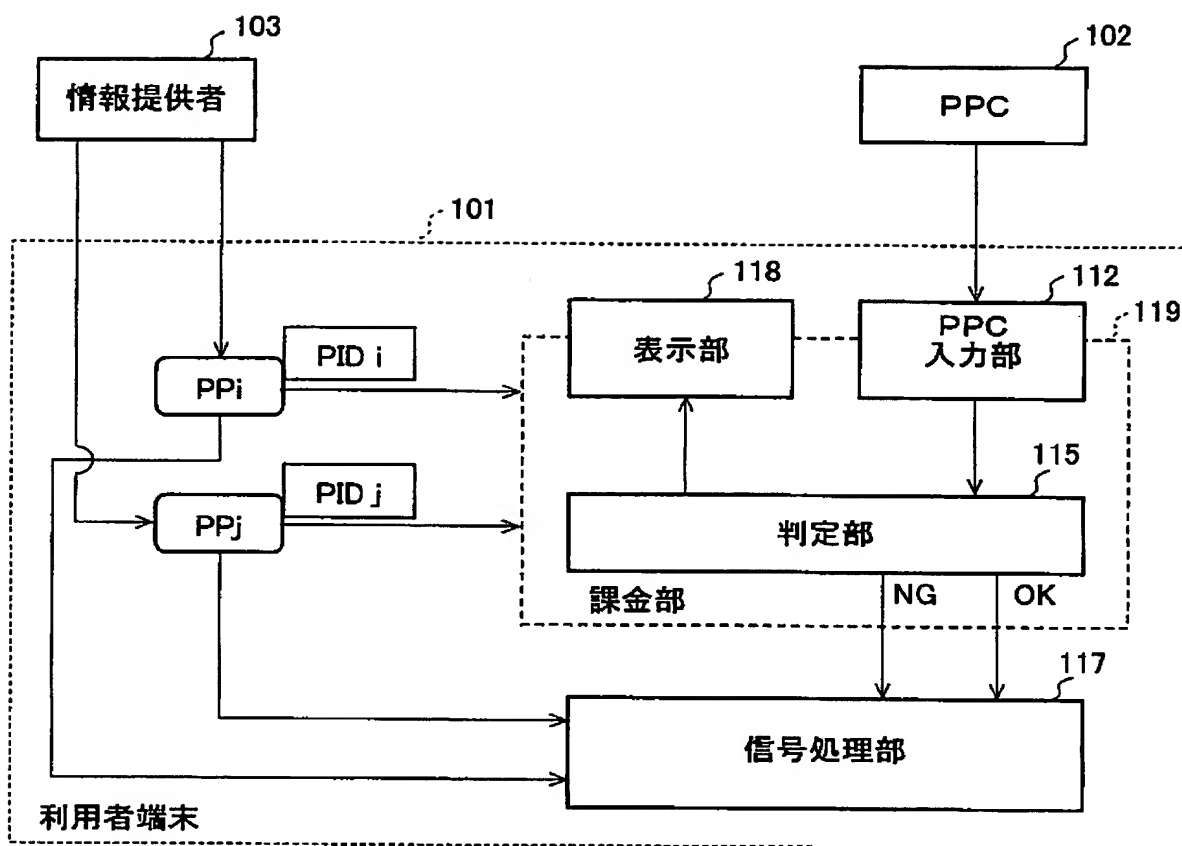 103
情報提供者
102
PPC
101
118
表示部
112
PPC
入力部
119
PID i
PPi
PID j
PPj
115
判定部
課金部
NG
OK
117
信号処理部
利用者端末